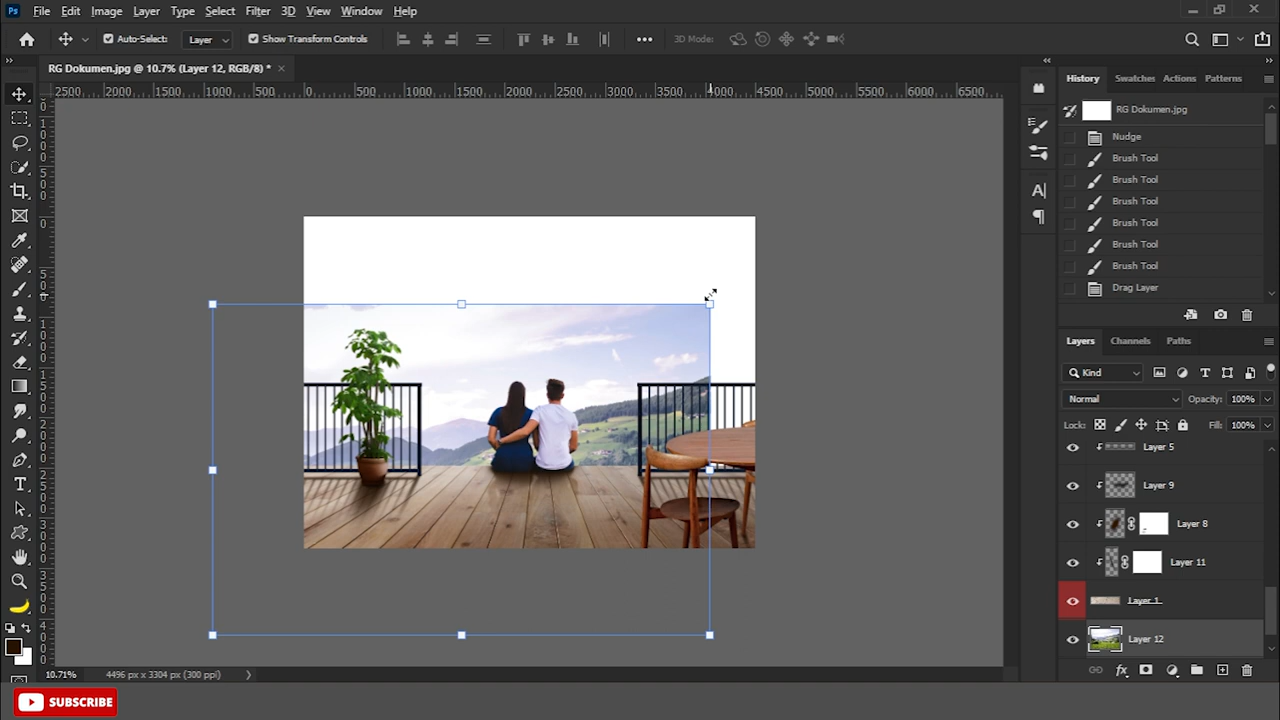 Ps File Edit Image Layer Type Select Filter 3D View Window Help
Auto-Select: Layer Show Transform Controls 3D Mode:
RG Dokumen.jpg @ 10.7% (Layer 12, RGB/8) *
2500 2000 1500 1000 500 0 500 1000 1500 2000 2500 3000 3500 4000 4500 5000 5500 6000 6500
History Swatches Actions Patterns
RG Dokumen.jpg
Nudge
Brush Tool
Brush Tool
Brush Tool
Brush Tool
Brush Tool
Brush Tool
Drag Layer
Layers Channels Paths
Kind
Normal Opacity: 100%
Lock: Fill: 100%
Layer 5
Layer 9
Layer 8
Layer 11
Layer 1
Layer 12
10.71% 4496 px x 3304 px (300 ppi)
SUBSCRIBE